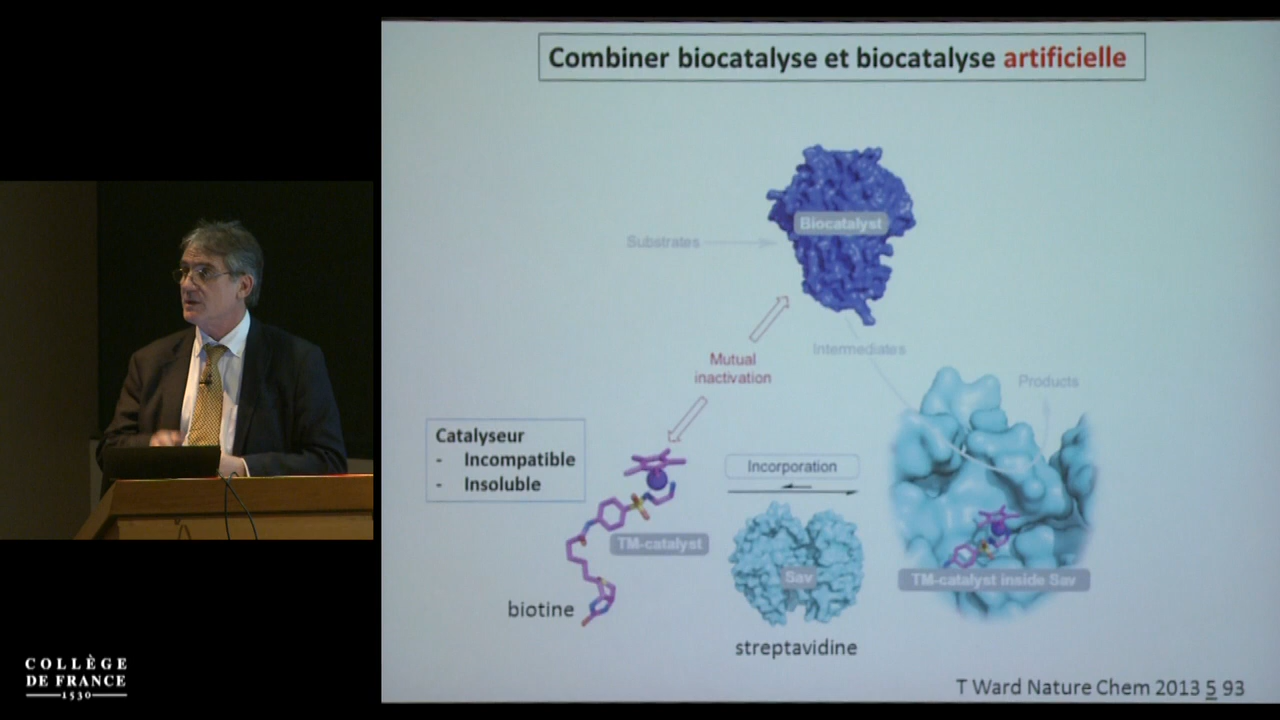 Combiner biocatalyse et biocatalyse artificielle
Biocatalyst
Substrates
Intermediates
Mutual
inactivation
Products
Catalyseur
- Incompatible
- Insoluble
Incorporation
TM-catalyst
Sav
TM-catalyst inside Sav
biotine
streptavidine
T Ward Nature Chem 2013 5 93
COLLÈGE
DE FRANCE
1530